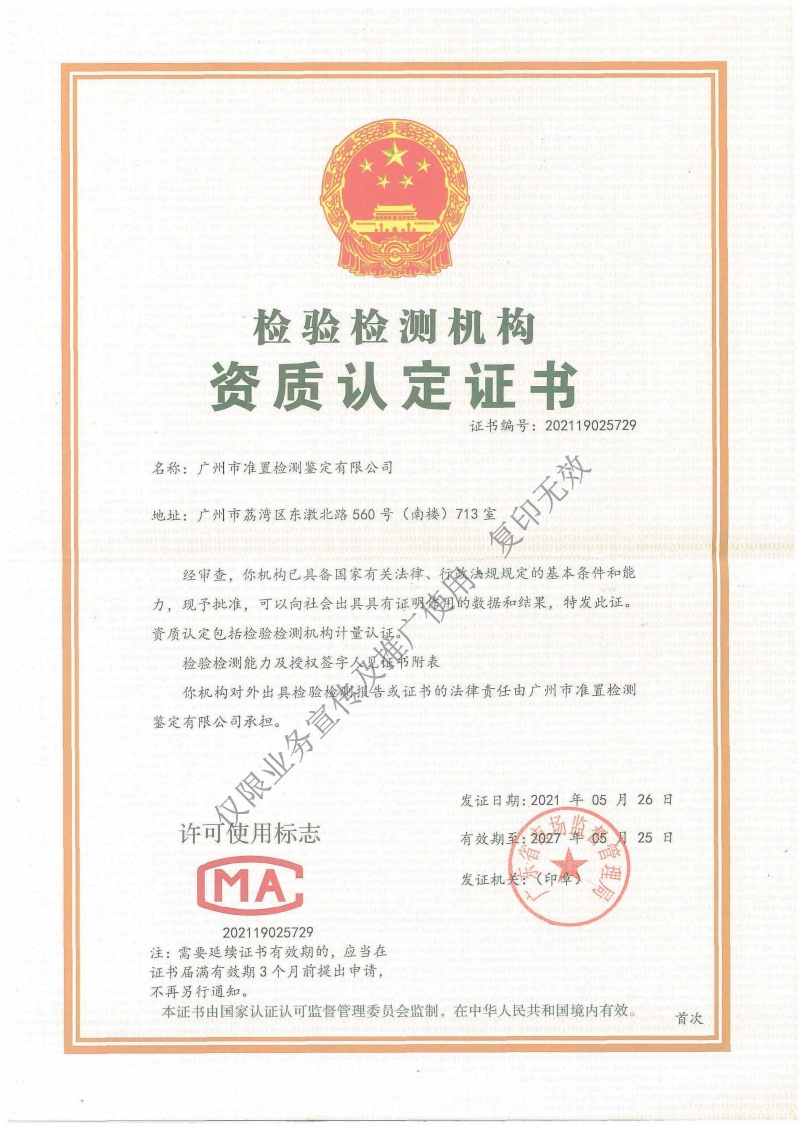 检验检测机构
资质认定证书
证书编号：202119025729
名称：广州市准置检测鉴定有限公司
地址：广州市荔湾区东漖北路560号（南楼）713室
经审查，你机构已具备国家有关法律、行政法规规定的基本条件和能
力，现予批准，可以向社会出具具有证明作用的数据和结果，特发此证。
资质认定包括检验检测机构计量认证。
检验检测能力及授权签字人见证书附表
你机构对外出具检验检测报告或证书的法律责任由广州市准置检测
鉴定有限公司承担。
仅限业务宣传及推广使用 复印无效
发证日期：2021 年 05 月 26 日
有效期至：2027 年 05 月 25 日
发证机关：（印章）
广东省市场监督管理局
许可使用标志
MA
202119025729
注：需要延续证书有效期的，应当在
证书届满有效期3个月前提出申请，
不再另行通知。
本证书由国家认证认可监督管理委员会监制，在中华人民共和国境内有效。
首次